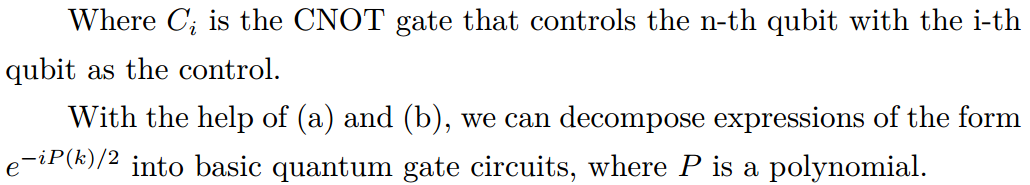 Where $C_i$ is the CNOT gate that controls the n-th qubit with the i-th
qubit as the control.
With the help of (a) and (b), we can decompose expressions of the form
$e^{-iP(k)/2}$ into basic quantum gate circuits, where $P$ is a polynomial.